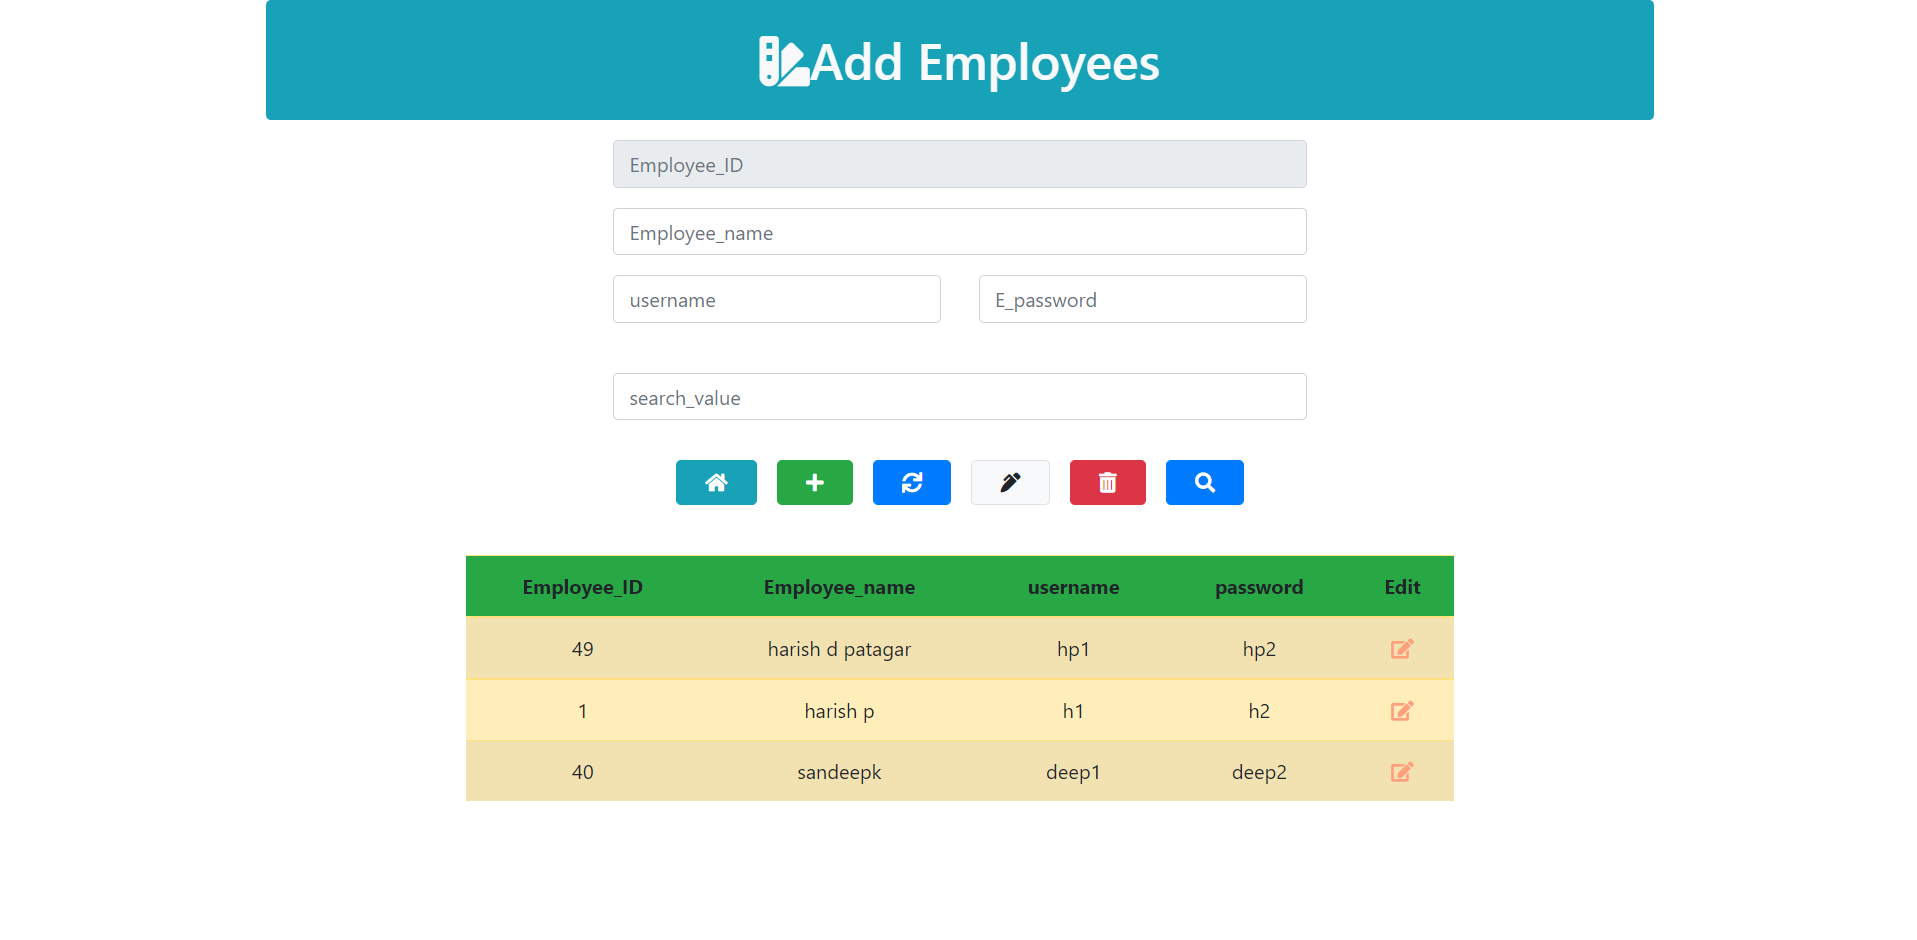 Add Employees
Employee_ID
Employee_name
username E_password
search_value
Employee_ID Employee_name username password Edit
49 harish d patagar hp1 hp2
1 harish p h1 h2
40 sandeepk deep1 deep2